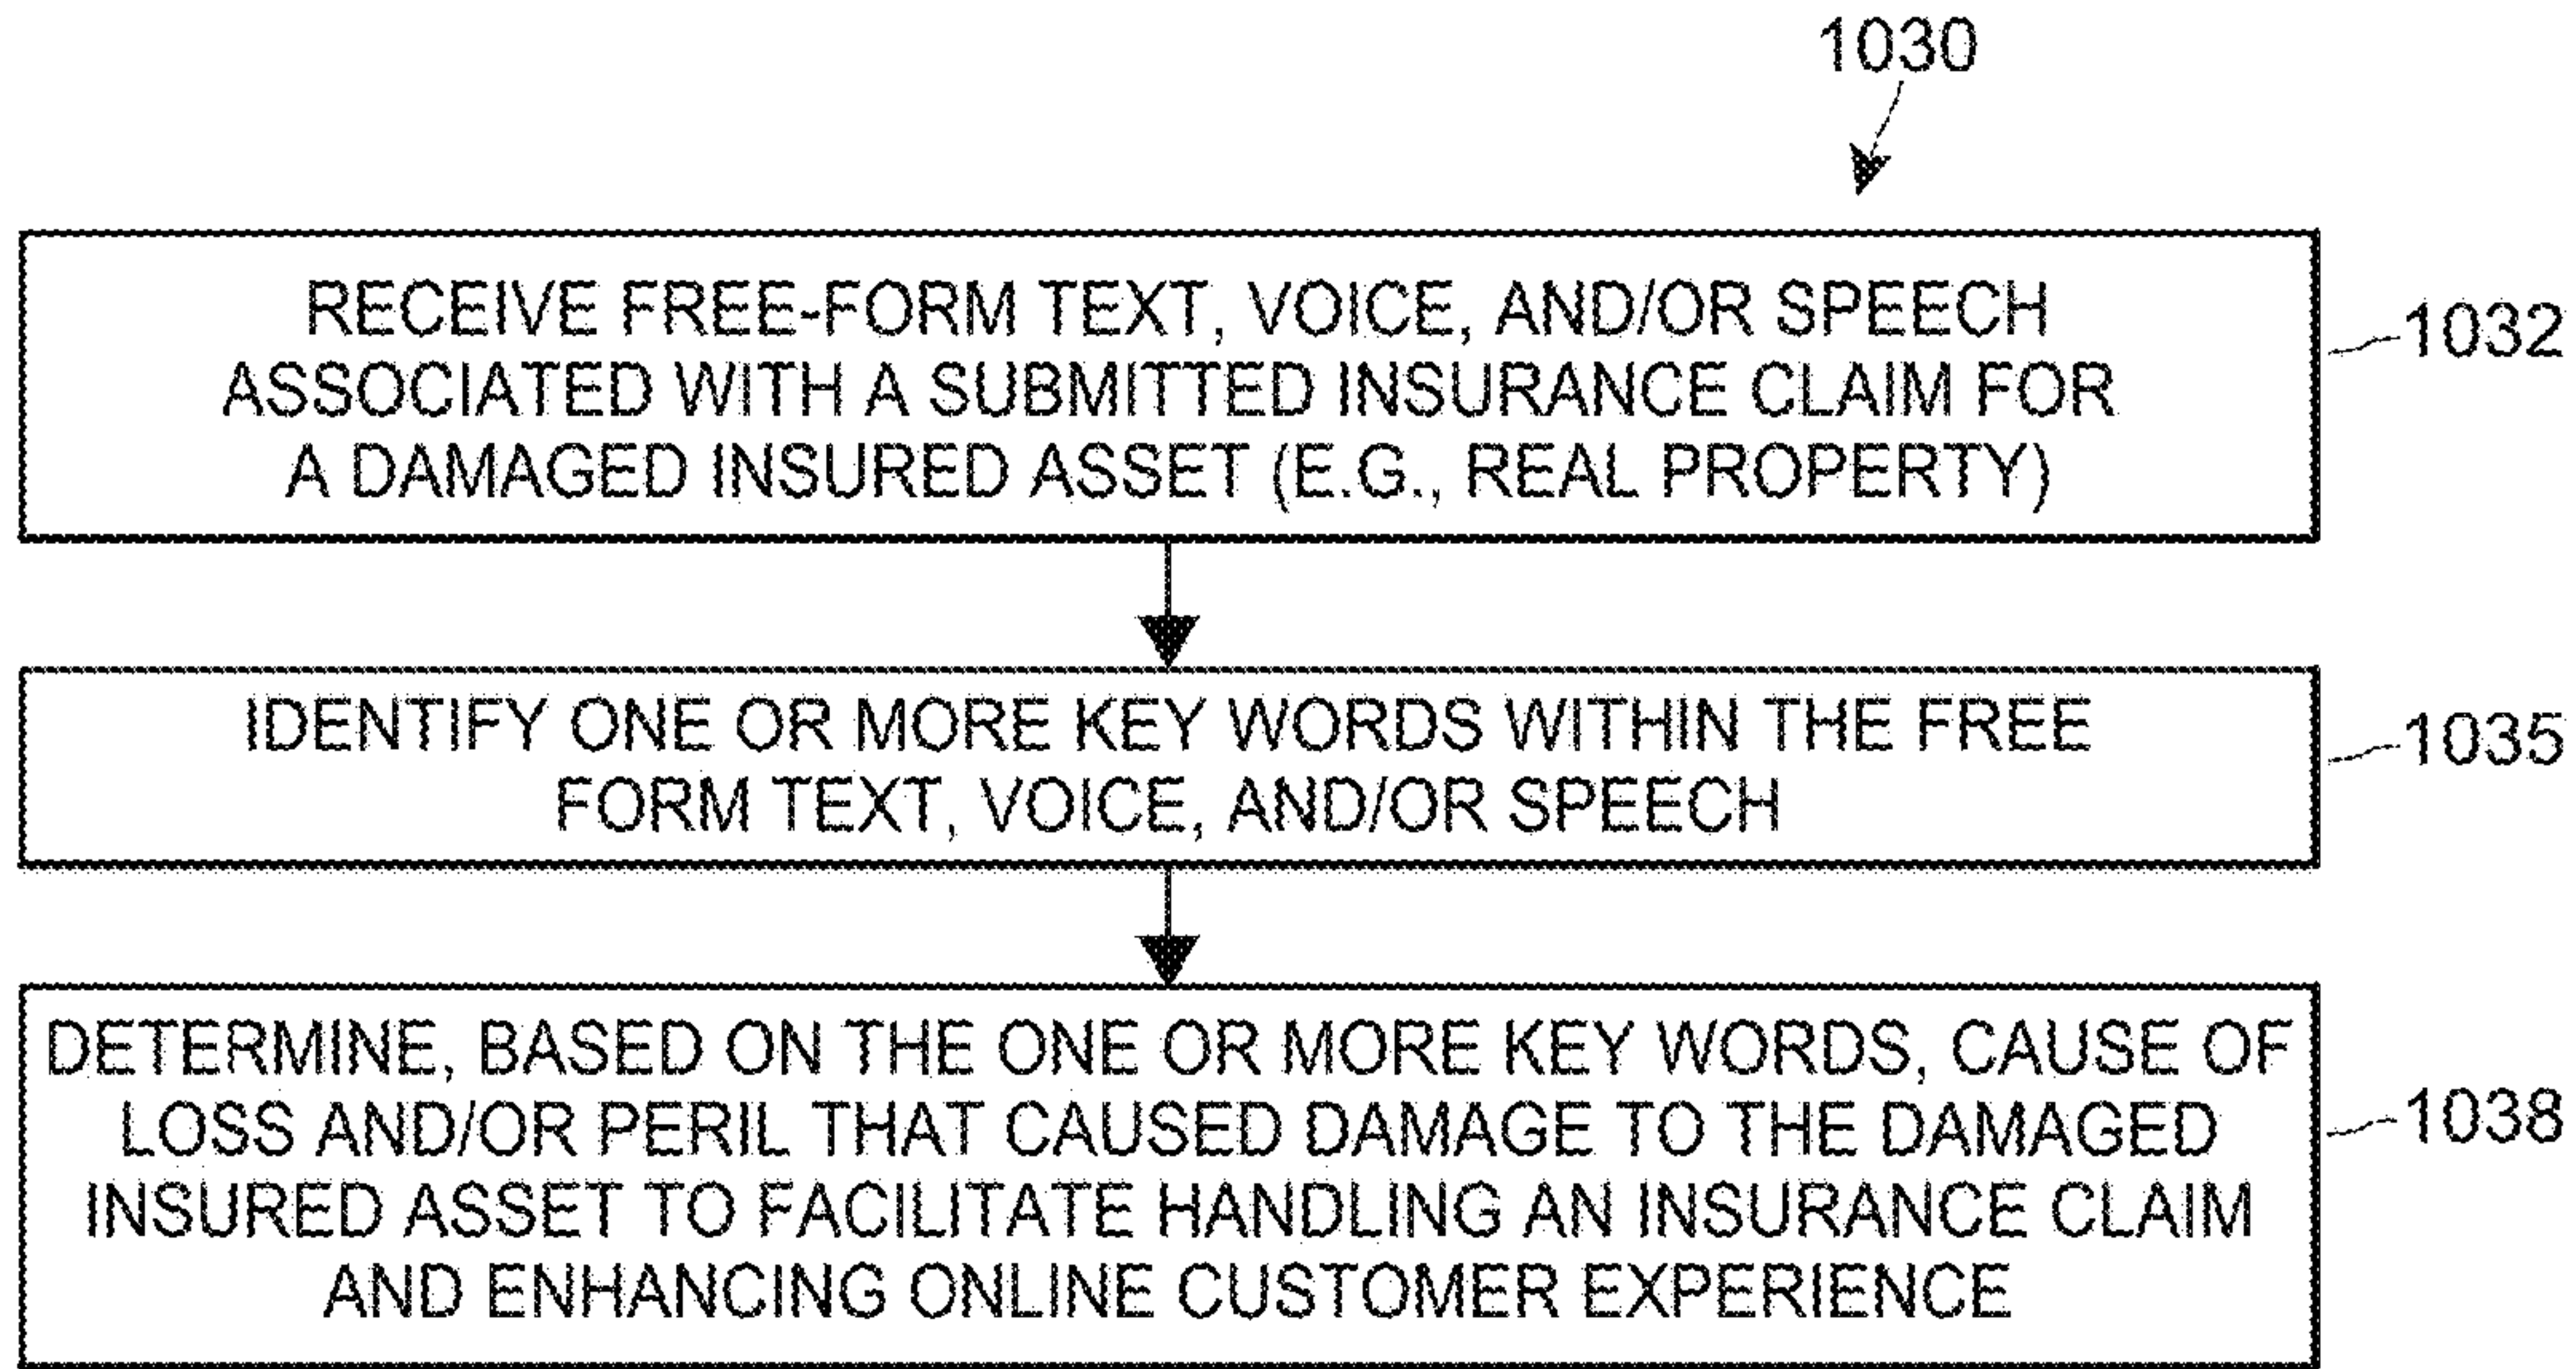 1030
RECEIVE FREE-FORM TEXT, VOICE, AND/OR SPEECH
ASSOCIATED WITH A SUBMITTED INSURANCE CLAIM FOR
A DAMAGED INSURED ASSET (E.G., REAL PROPERTY)
1032
IDENTIFY ONE OR MORE KEY WORDS WITHIN THE FREE
FORM TEXT, VOICE, AND/OR SPEECH
1035
DETERMINE, BASED ON THE ONE OR MORE KEY WORDS, CAUSE OF
LOSS AND/OR PERIL THAT CAUSED DAMAGE TO THE DAMAGED
INSURED ASSET TO FACILITATE HANDLING AN INSURANCE CLAIM
AND ENHANCING ONLINE CUSTOMER EXPERIENCE
1038